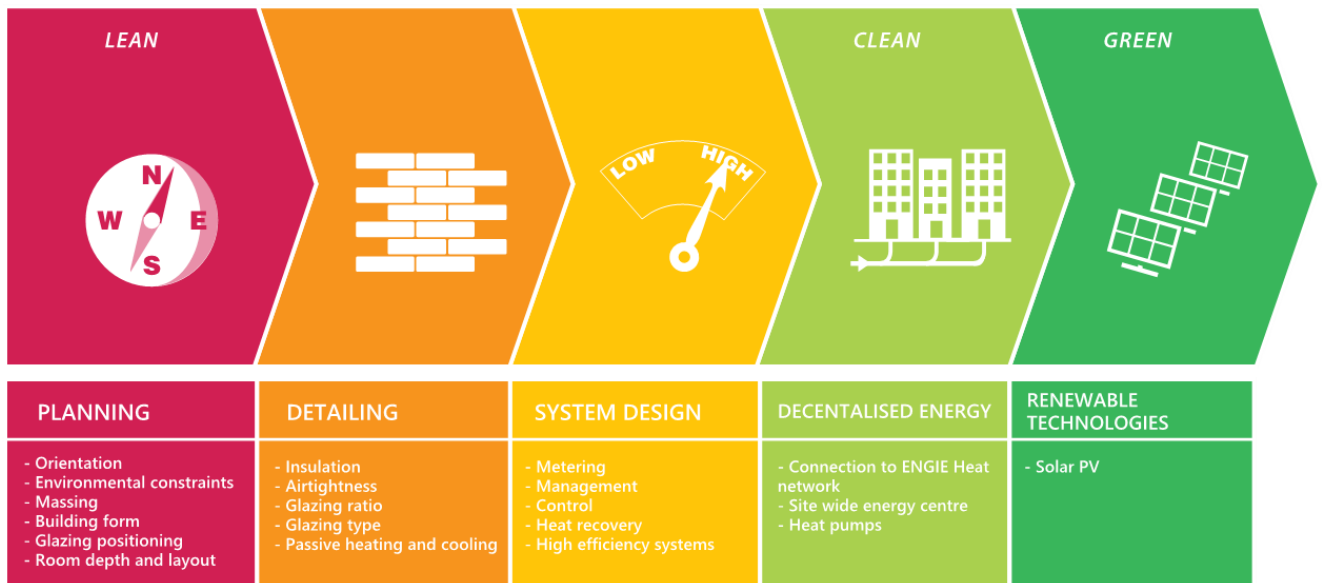 LEAN
CLEAN
GREEN
N
W E
S
LOW HIGH
PLANNING
- Orientation
- Environmental constraints
- Massing
- Building form
- Glazing positioning
- Room depth and layout
DETAILING
- Insulation
- Airtightness
- Glazing ratio
- Glazing type
- Passive heating and cooling
SYSTEM DESIGN
- Metering
- Management
- Control
- Heat recovery
- High efficiency systems
DECENTALISED ENERGY
- Connection to ENGIE Heat
network
- Site wide energy centre
- Heat pumps
RENEWABLE
TECHNOLOGIES
- Solar PV